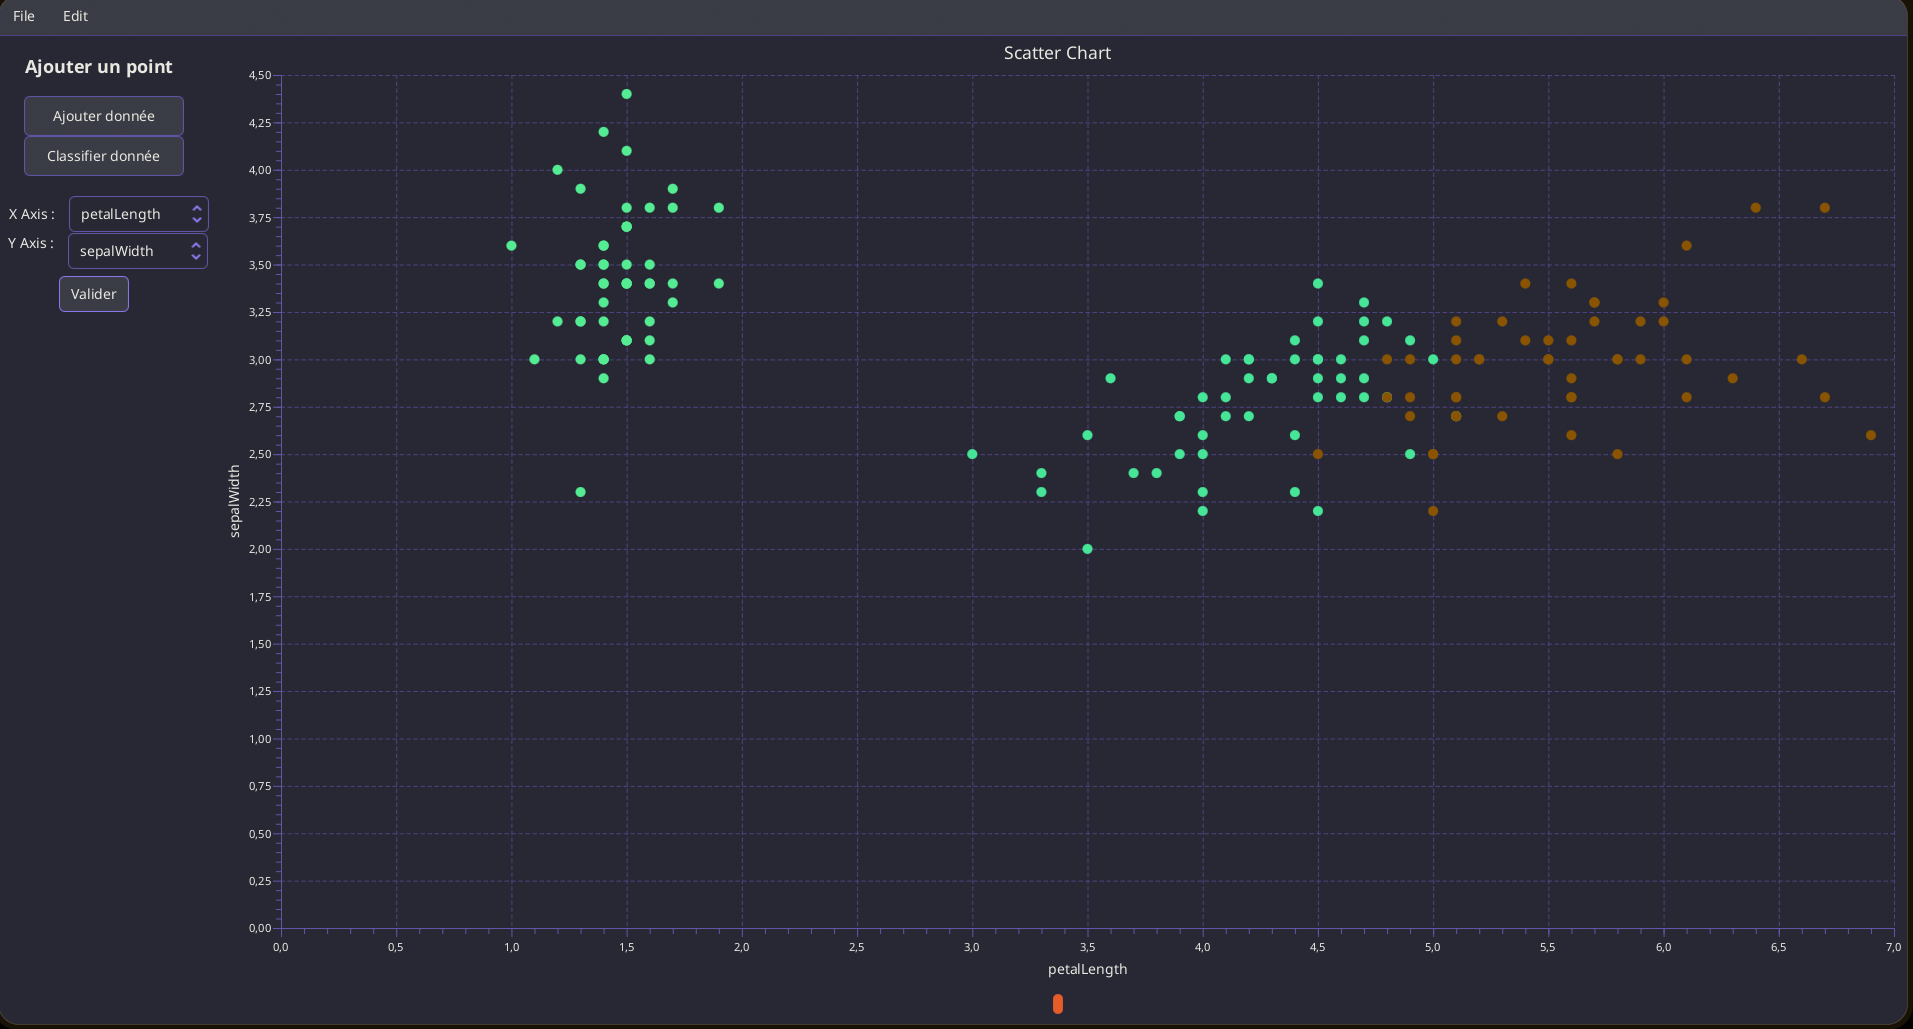 File Edit
Scatter Chart
Ajouter un point
Ajouter donnée
Classifier donnée
X Axis : petalLength
Y Axis : sepalWidth
Valider
4,50
4,25
4,00
3,75
3,50
3,25
3,00
2,75
2,50
2,25
2,00
1,75
1,50
1,25
1,00
0,75
0,50
0,25
0,00
sepalWidth
0,0 0,5 1,0 1,5 2,0 2,5 3,0 3,5 4,0 4,5 5,0 5,5 6,0 6,5 7,0
petalLength